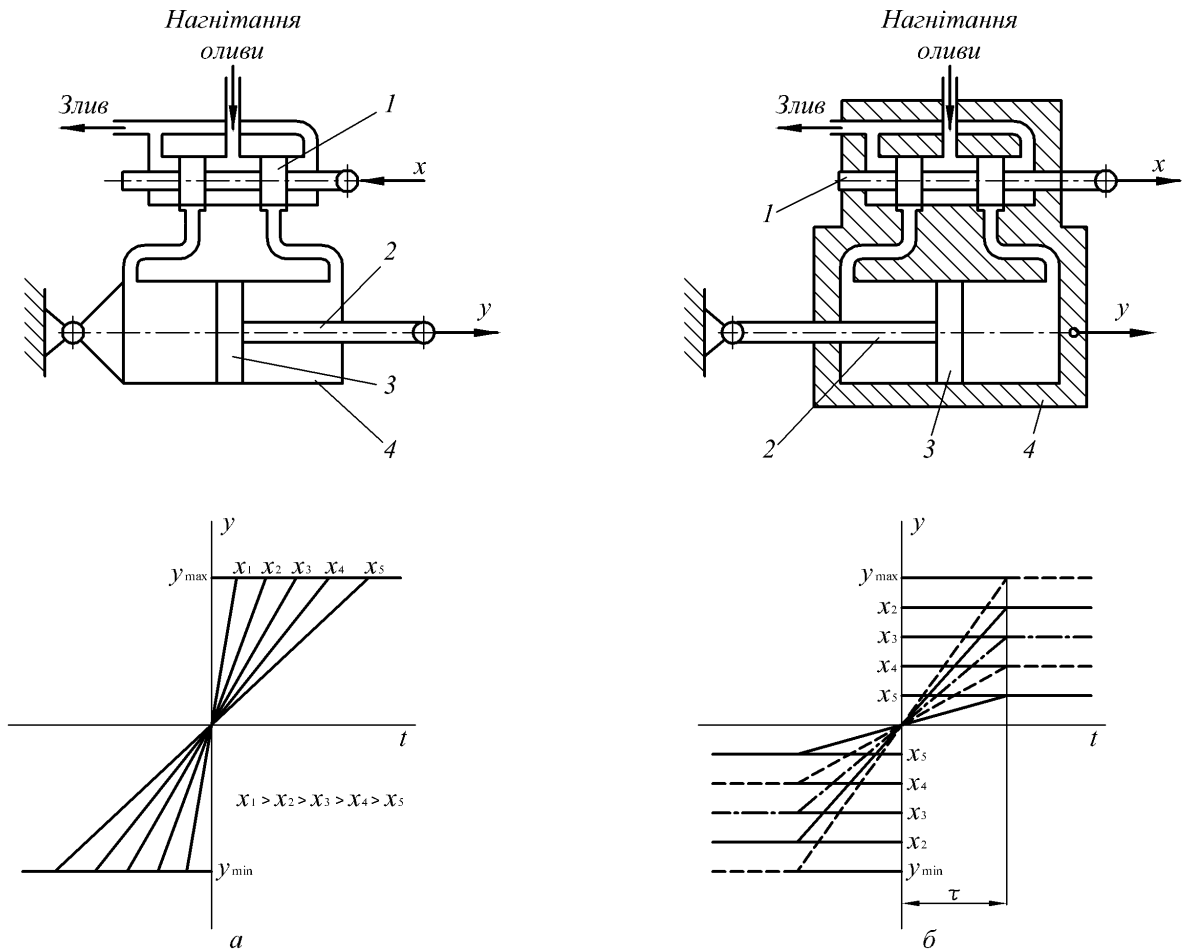 Нагнітання
оливи
Злив
1
x
2
y
3
4
Нагнітання
оливи
Злив
x
1
y
2
3
4
y
y max
x1 x2 x3 x4 x5
t
x1 > x2 > x3 > x4 > x5
y min
а
y
y max
x2
x3
x4
x5
t
x5
x4
x3
x2
y min
τ
б